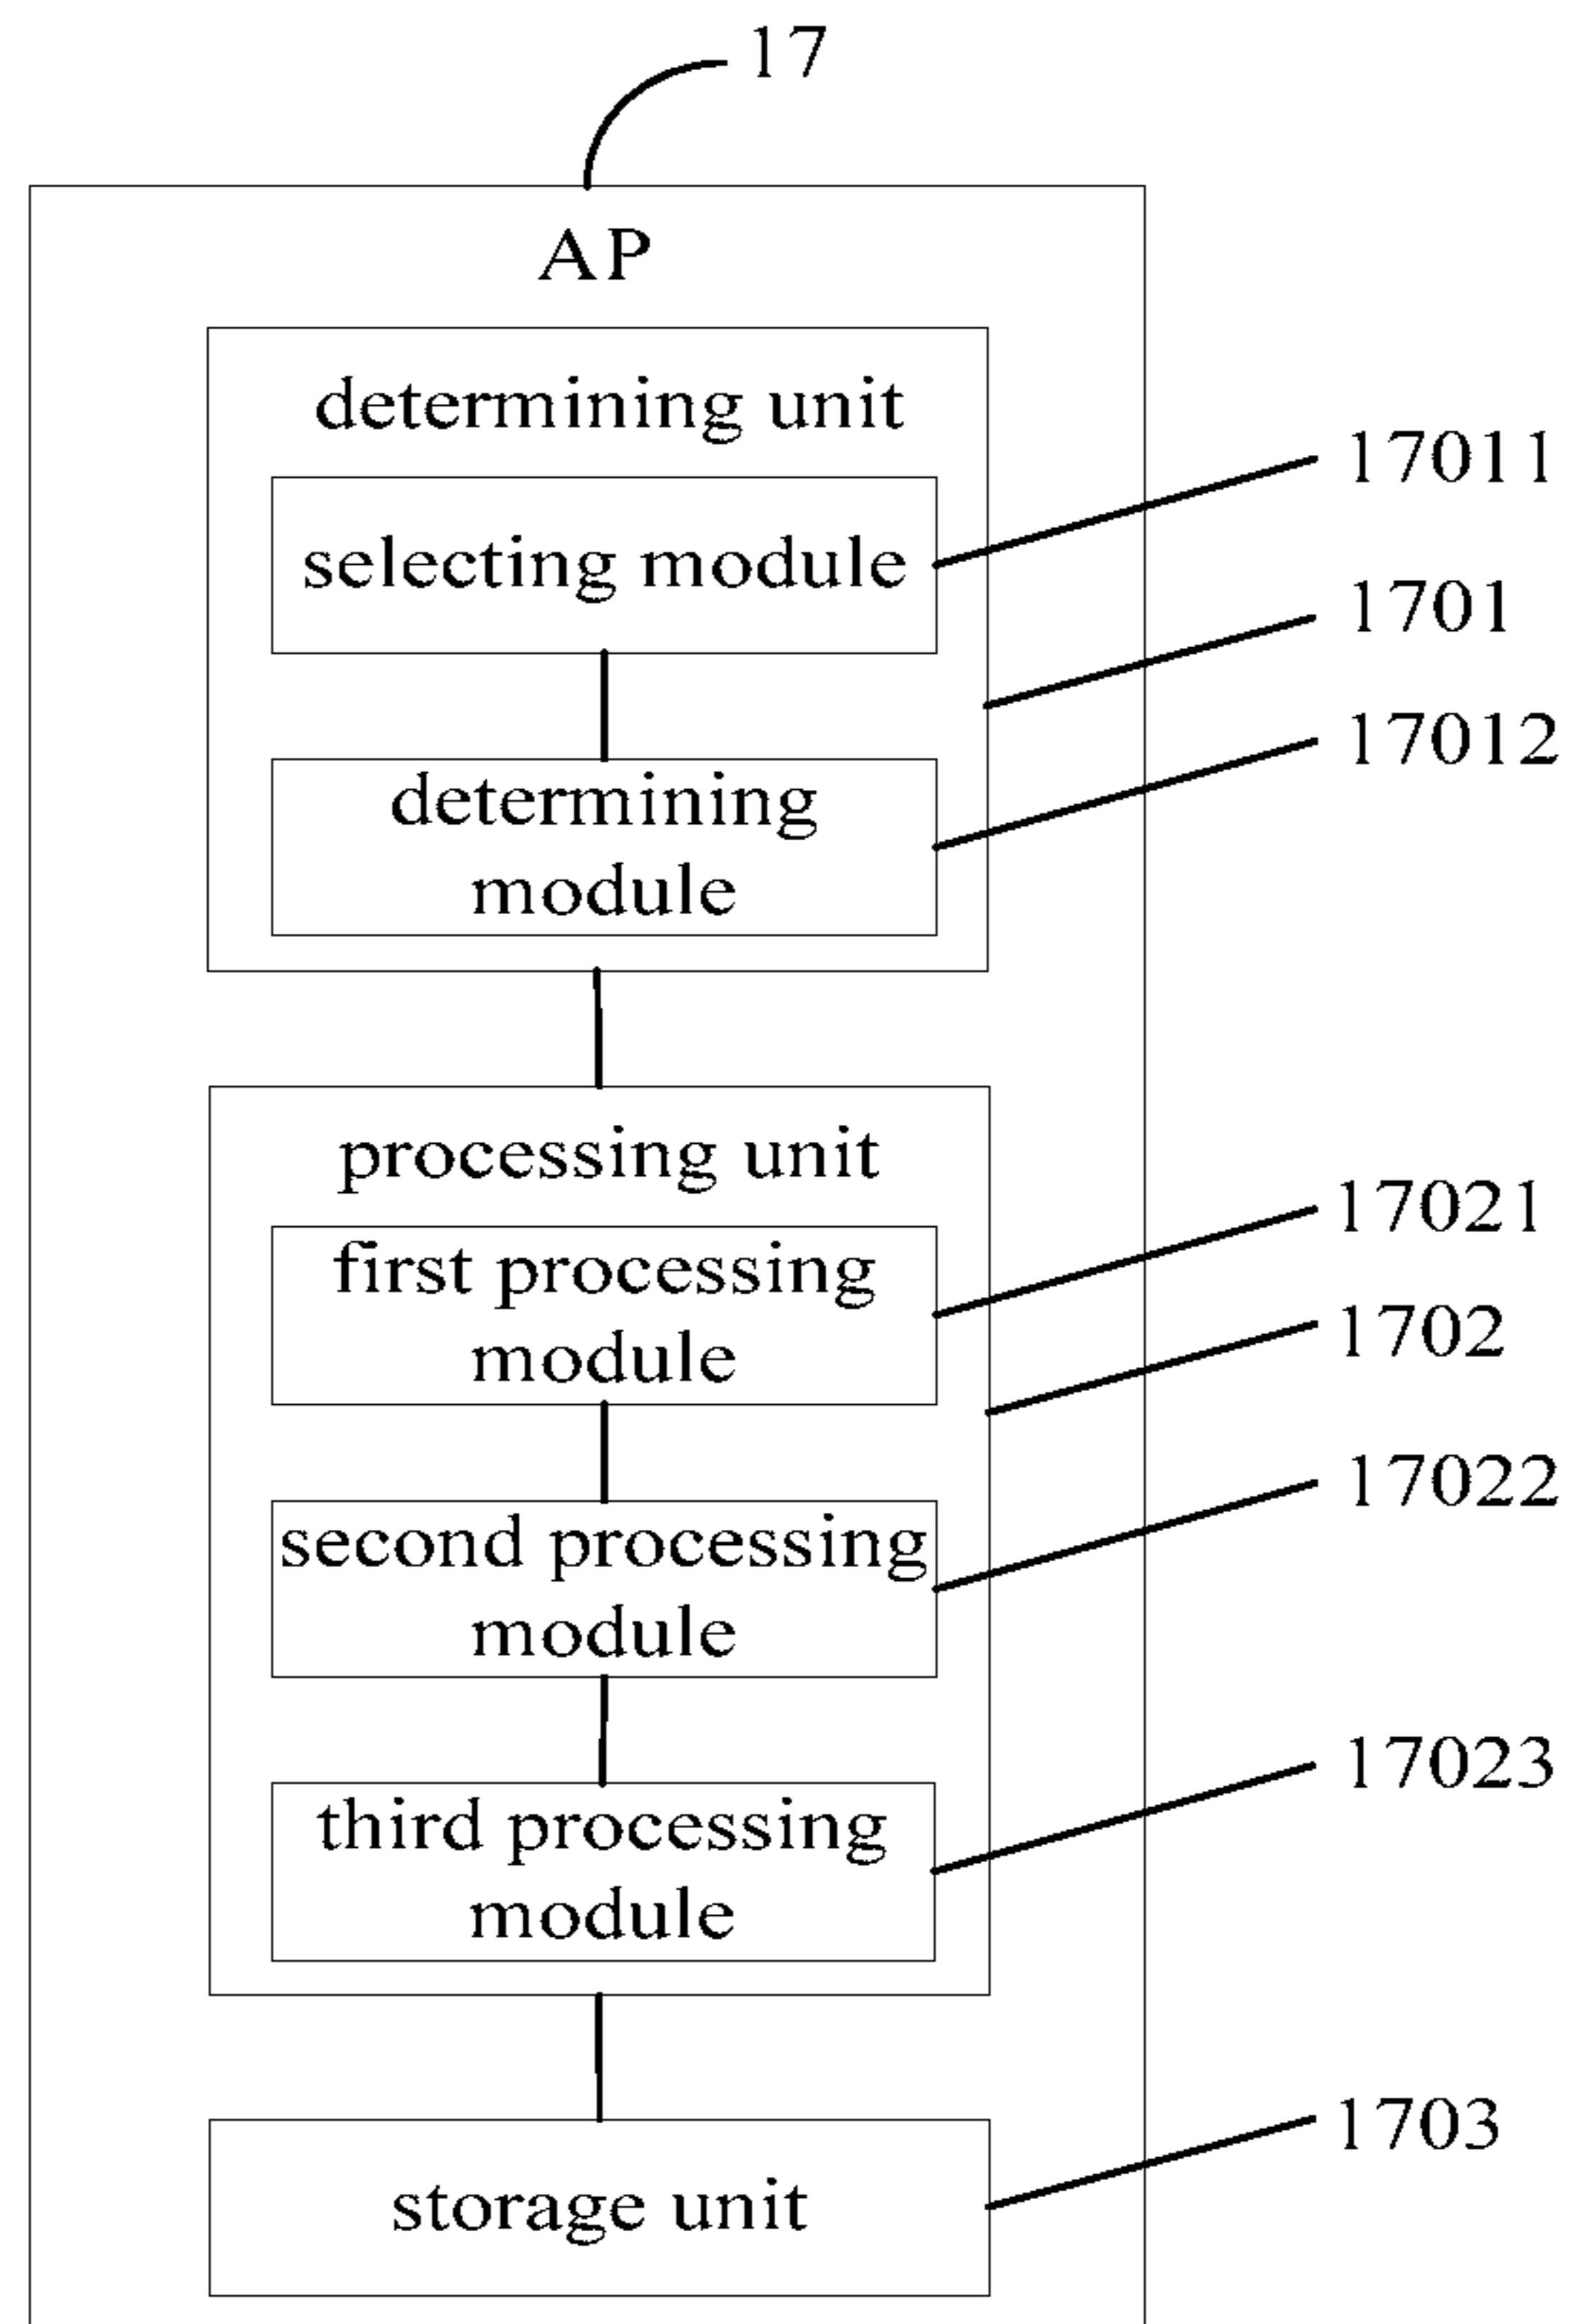 17
AP
determining unit
17011
selecting module
1701
17012
determining
module
processing unit
17021
first processing
module
1702
17022
second processing
module
17023
third processing
module
1703
storage unit